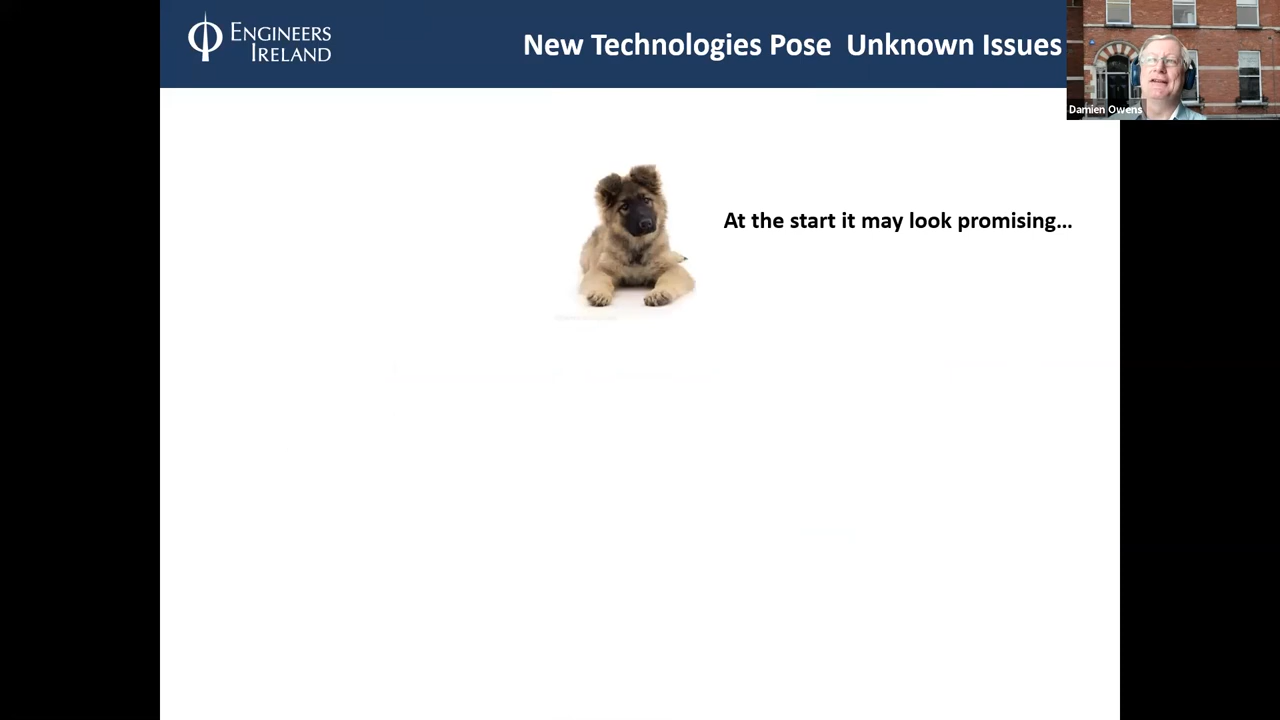 ENGINEERS
IRELAND
New Technologies Pose  Unknown Issues
Damien Owens
At the start it may look promising...